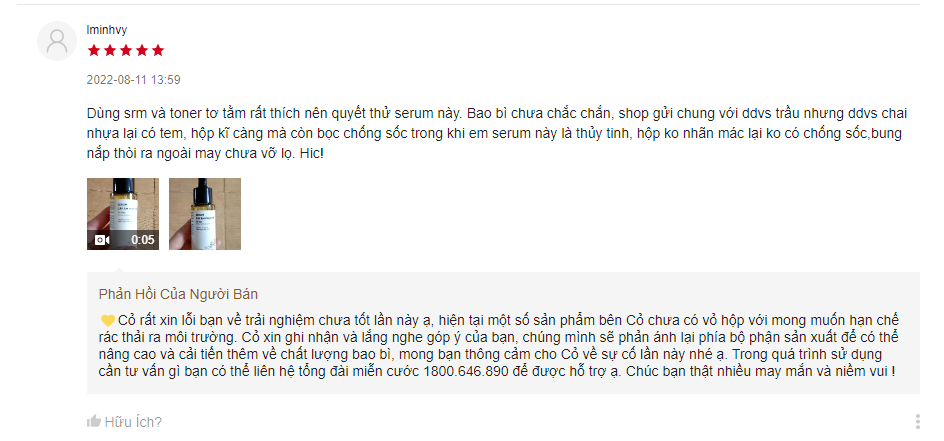 lminhvy
2022-08-11 13:59
Dùng srm và toner tơ tằm rất thích nên quyết thử serum này. Bao bì chưa chắc chắn, shop gửi chung với ddvs trầu nhưng ddvs chai
nhựa lại có tem, hộp kĩ càng mà còn bọc chống sốc trong khi em serum này là thủy tinh, hộp ko nhãn mác lại ko có chống sốc,bung
nắp thòi ra ngoài may chưa vỡ lọ. Hic!
SERUM
0:05
SERUM
Phản Hồi Của Người Bán
💛Cỏ rất xin lỗi bạn về trải nghiệm chưa tốt lần này ạ, hiện tại một số sản phẩm bên Cỏ chưa có vỏ hộp với mong muốn hạn chế
rác thải ra môi trường. Cỏ xin ghi nhận và lắng nghe góp ý của bạn, chúng mình sẽ phản ánh lại phía bộ phận sản xuất để có thể
nâng cao và cải tiến thêm về chất lượng bao bì, mong bạn thông cảm cho Cỏ về sự cố lần này nhé ạ. Trong quá trình sử dụng
cần tư vấn gì bạn có thể liên hệ tổng đài miễn cước 1800.646.890 để được hỗ trợ ạ. Chúc bạn thật nhiều may mắn và niềm vui !
Hữu Ích?